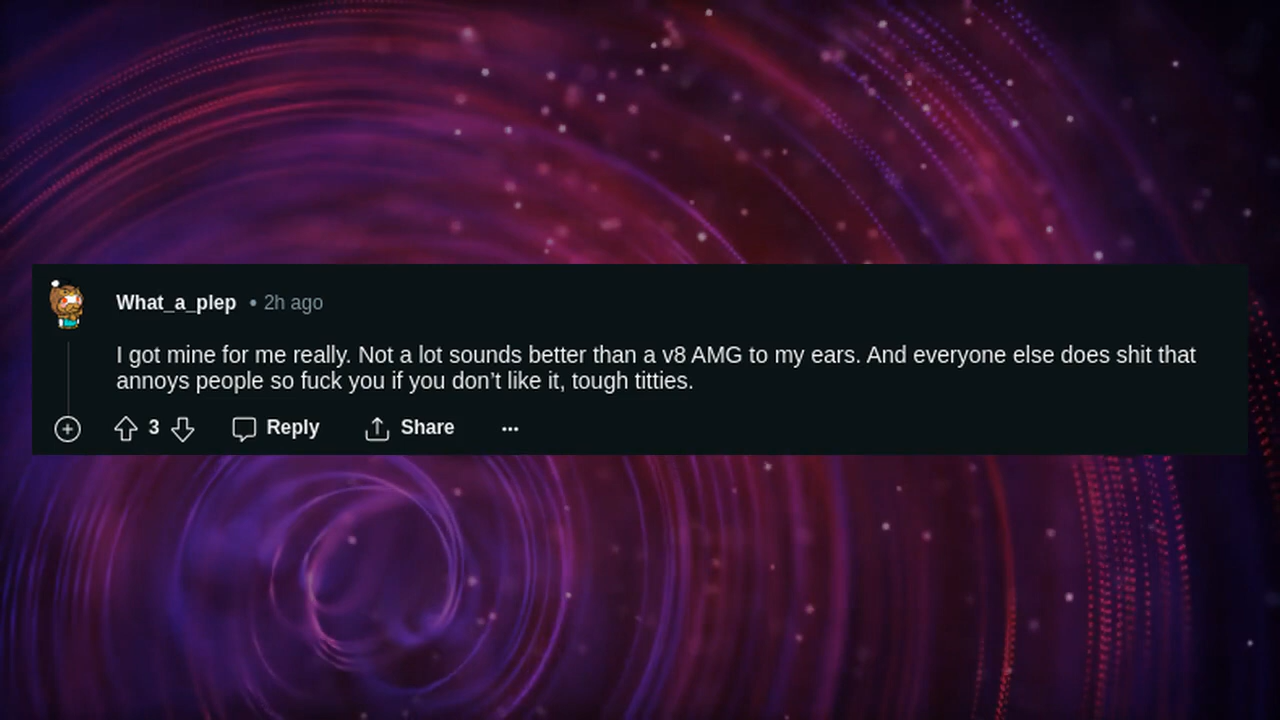 What_a_plep • 2h ago
I got mine for me really. Not a lot sounds better than a v8 AMG to my ears. And everyone else does shit that
annoys people so fuck you if you don’t like it, tough titties.
3 Reply Share ...